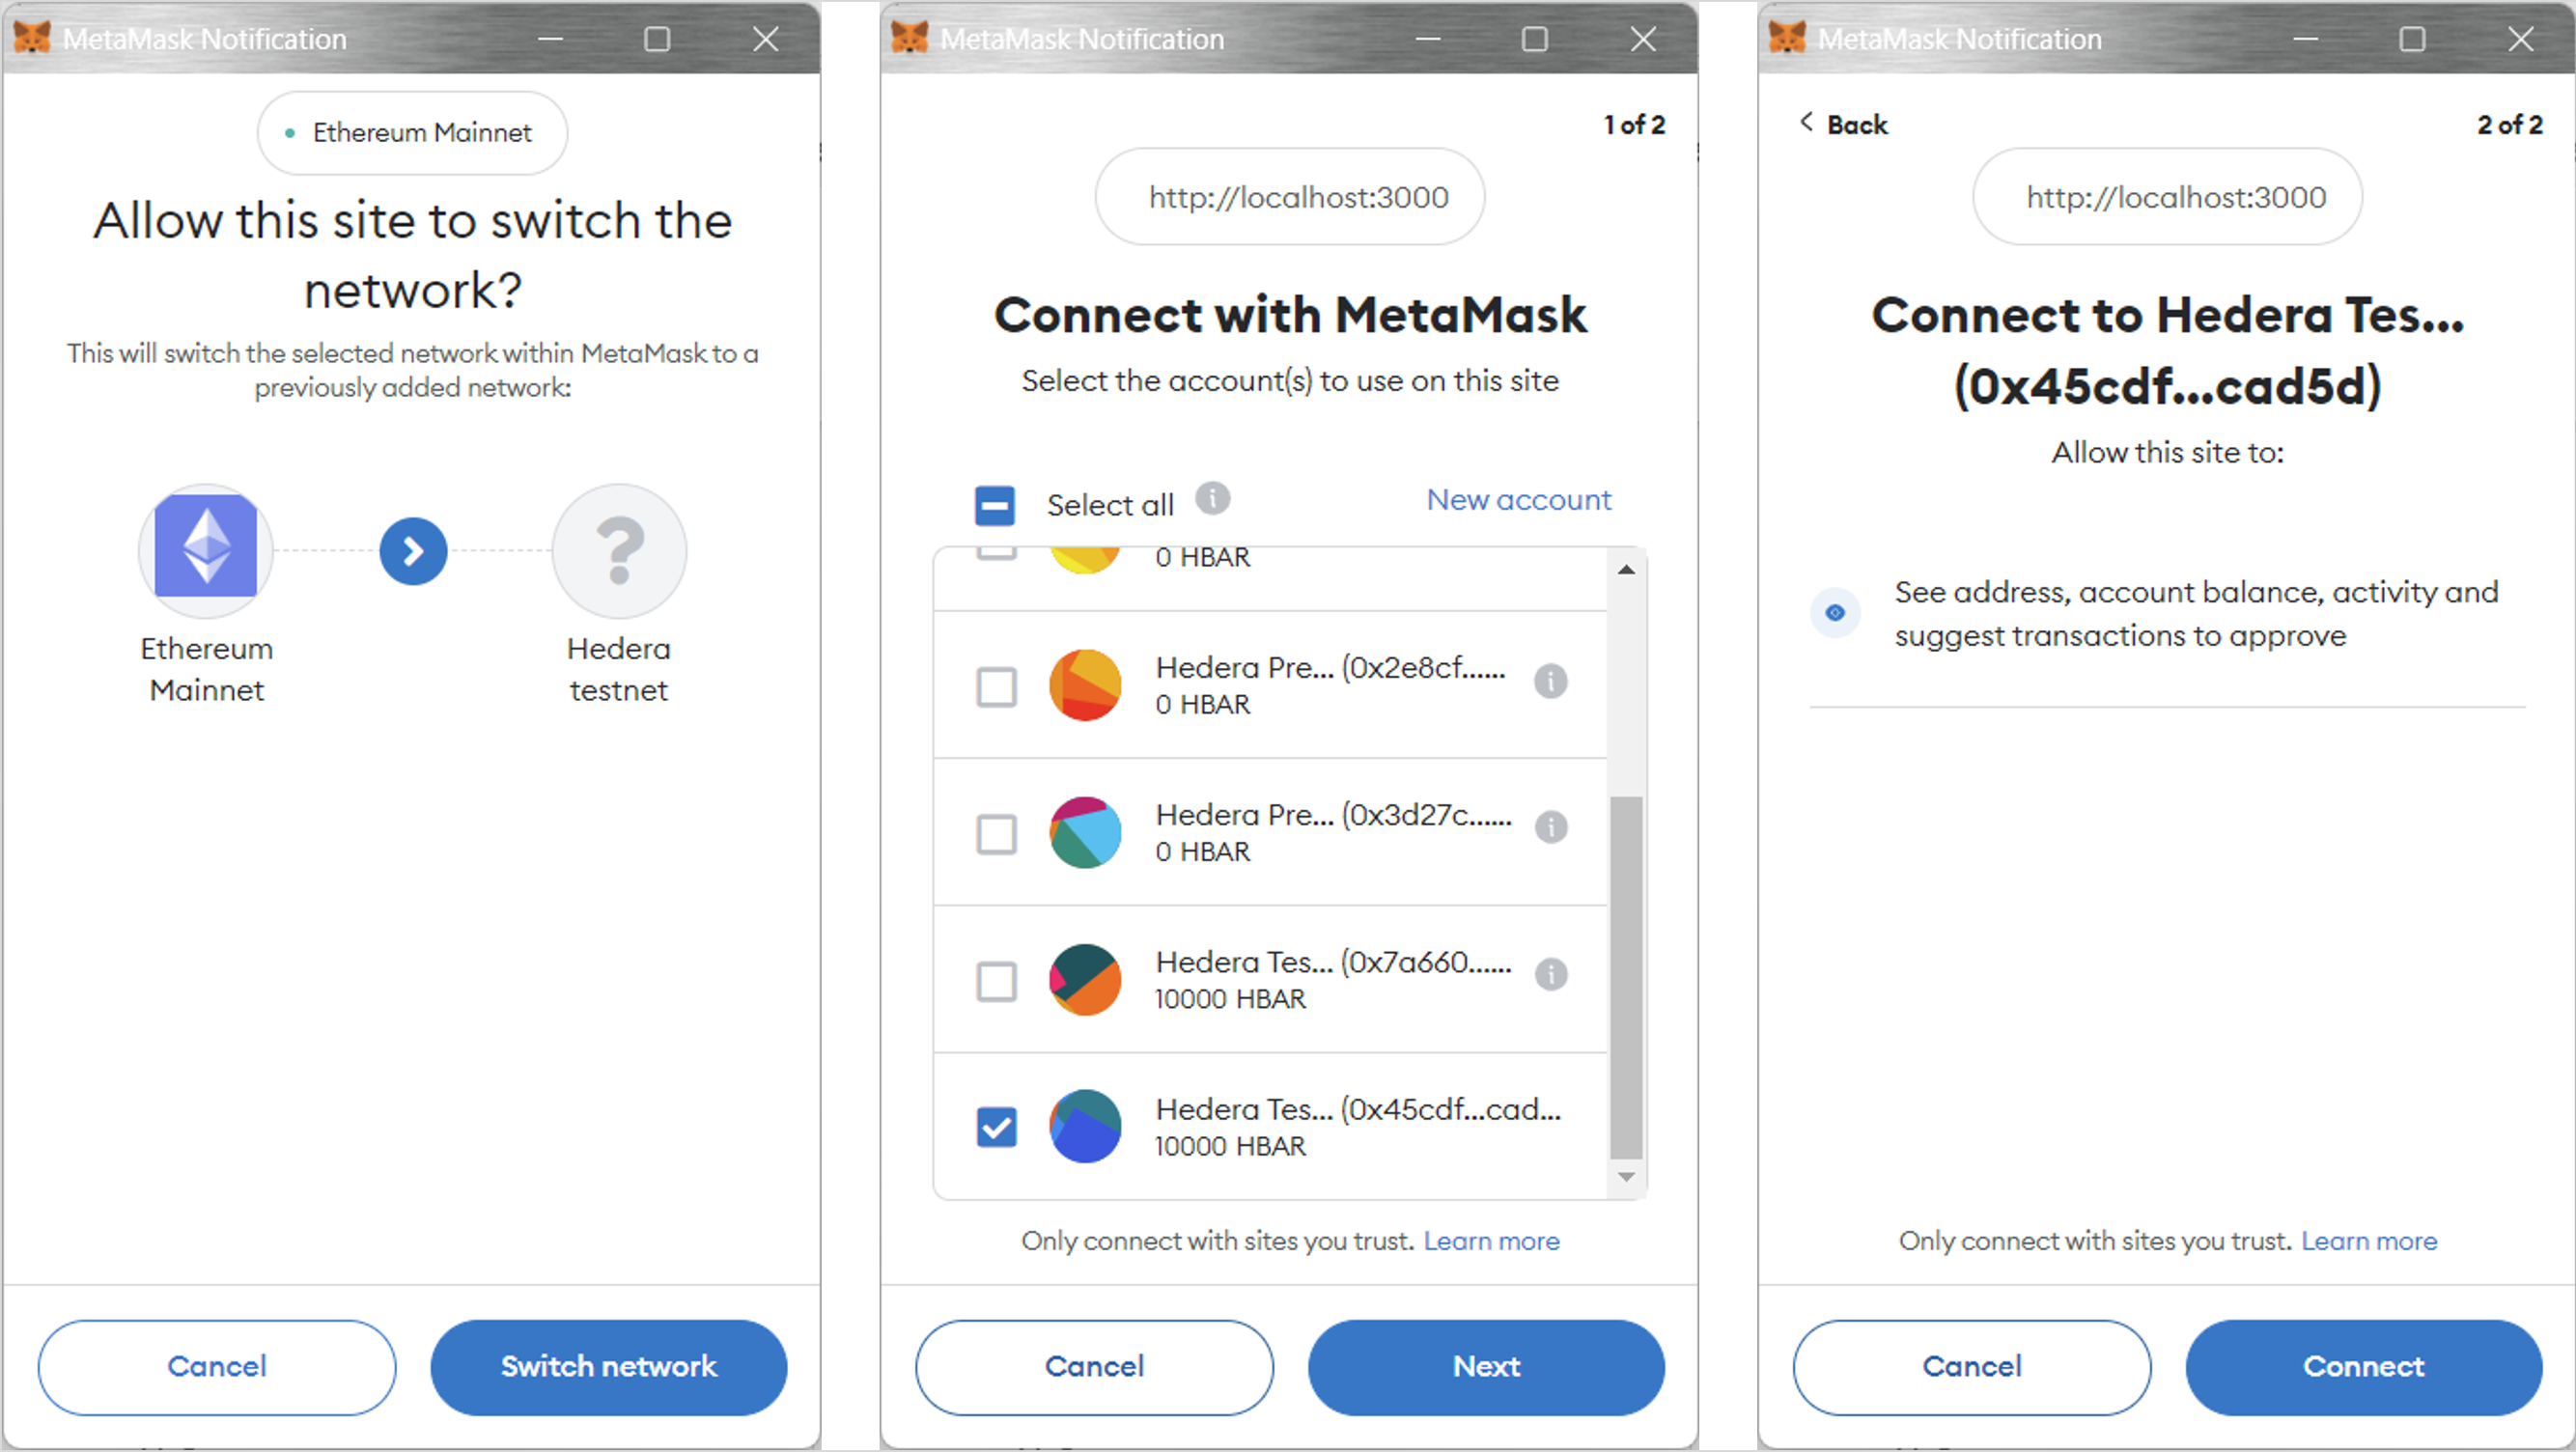 MetaMask Notification
Ethereum Mainnet
Allow this site to switch the
network?
This will switch the selected network within MetaMask to a
previously added network:
?
Ethereum
Mainnet
Hedera
testnet
Cancel
Switch network
MetaMask Notification
1 of 2
http://localhost:3000
Connect with MetaMask
Select the account(s) to use on this site
Select all
New account
0 HBAR
Hedera Pre... (0x2e8cf......
0 HBAR
Hedera Pre... (0x3d27c......
0 HBAR
Hedera Tes... (0x7a660......
10000 HBAR
Hedera Tes... (0x45cdf...cad...
10000 HBAR
Only connect with sites you trust. Learn more
Cancel
Next
MetaMask Notification
Back
2 of 2
http://localhost:3000
Connect to Hedera Tes...
(0x45cdf...cad5d)
Allow this site to:
See address, account balance, activity and
suggest transactions to approve
Only connect with sites you trust. Learn more
Cancel
Connect